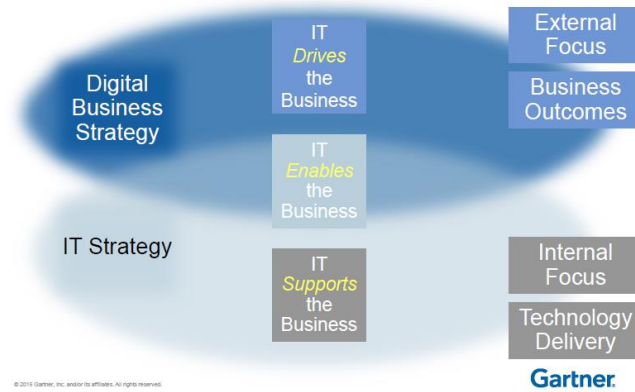 IT
Drives
the
Business
External
Focus
Digital
Business
Strategy
Business
Outcomes
IT
Enables
the
Business
IT Strategy
IT
Supports
the
Business
Internal
Focus
Technology
Delivery
© 2015 Gartner, Inc. and/or its affiliates. All rights reserved.
Gartner.